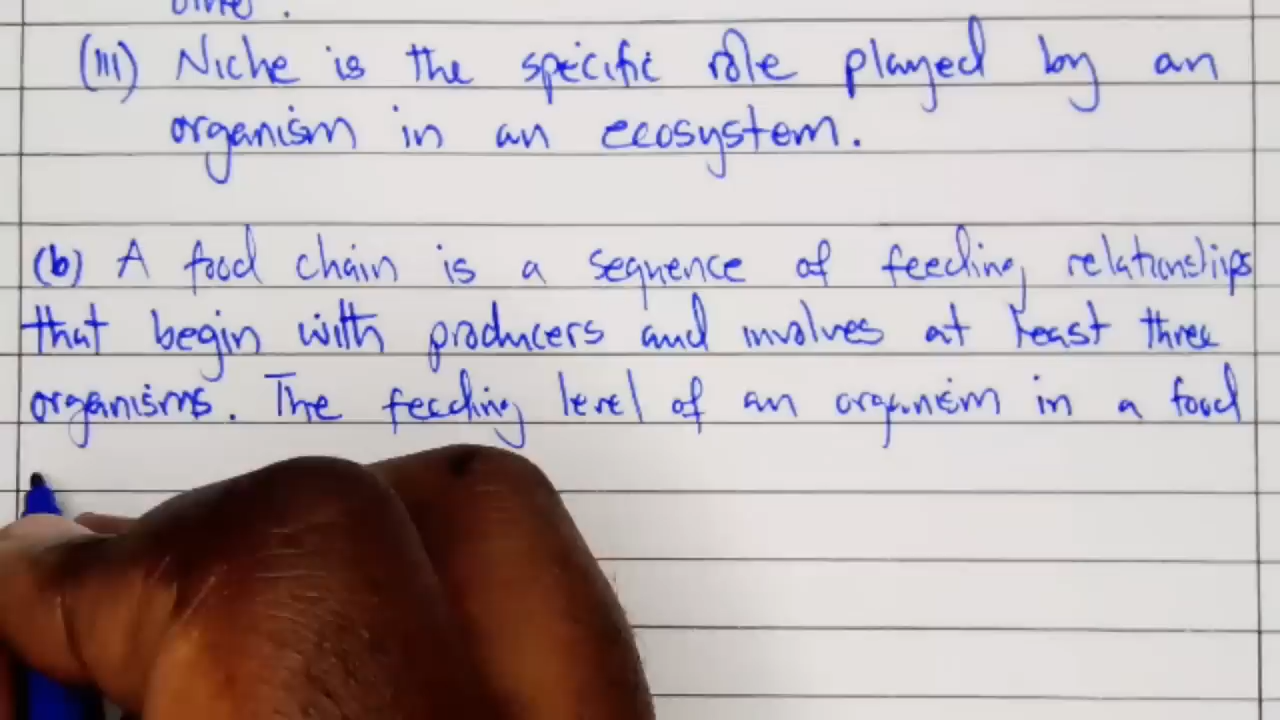 (iii) Niche is the specific role played by an
organism in an ecosystem.
(b) A food chain is a sequence of feeding relationships
that begin with producers and involves at least three
organisms. The feeding level of an organism in a food